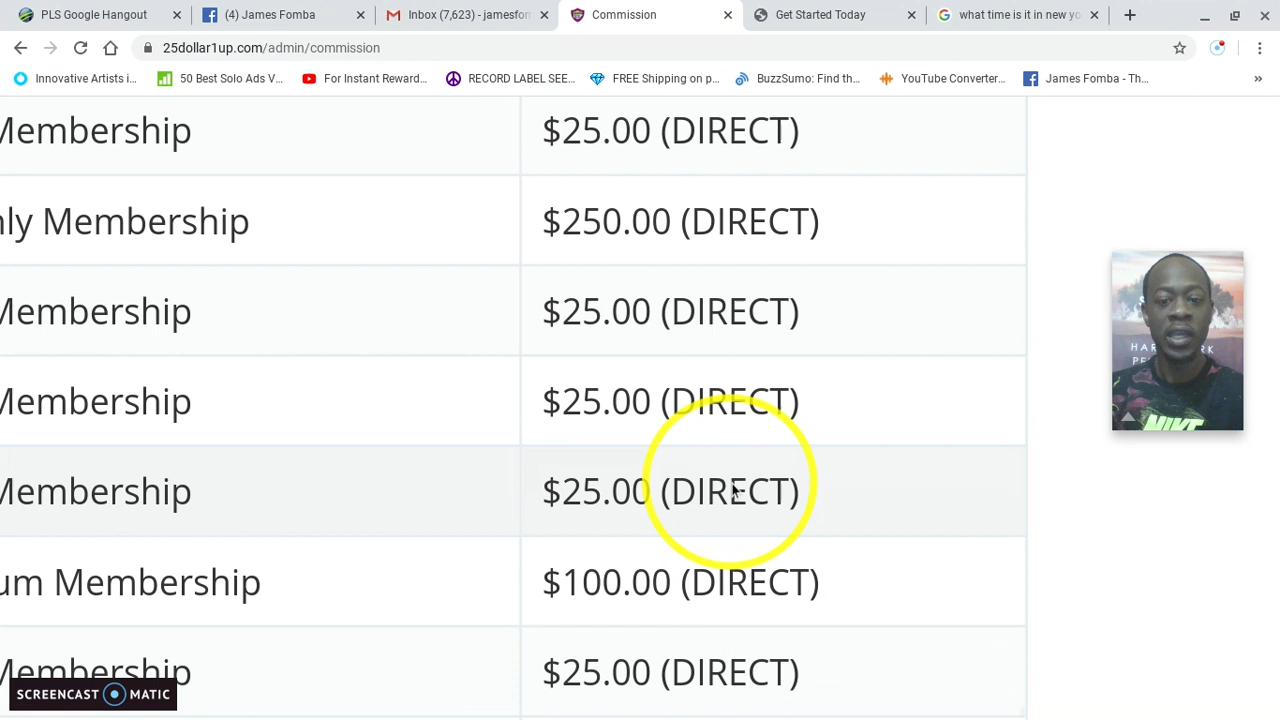 PLS Google Hangout
(4) James Fomba
Inbox (7,623) - jamesfom
Commission
Get Started Today
what time is it in new yo
25dollar1up.com/admin/commission
Innovative Artists i...
50 Best Solo Ads V...
For Instant Reward...
RECORD LABEL SEE...
FREE Shipping on p...
BuzzSumo: Find th...
YouTube Converter...
James Fomba - Th...
»
Membership $25.00 (DIRECT)
nly Membership $250.00 (DIRECT)
Membership $25.00 (DIRECT)
Membership $25.00 (DIRECT)
Membership $25.00 (DIRECT)
um Membership $100.00 (DIRECT)
Membership $25.00 (DIRECT)
HAR RK
PE
NIKE
SCREENCAST MATIC